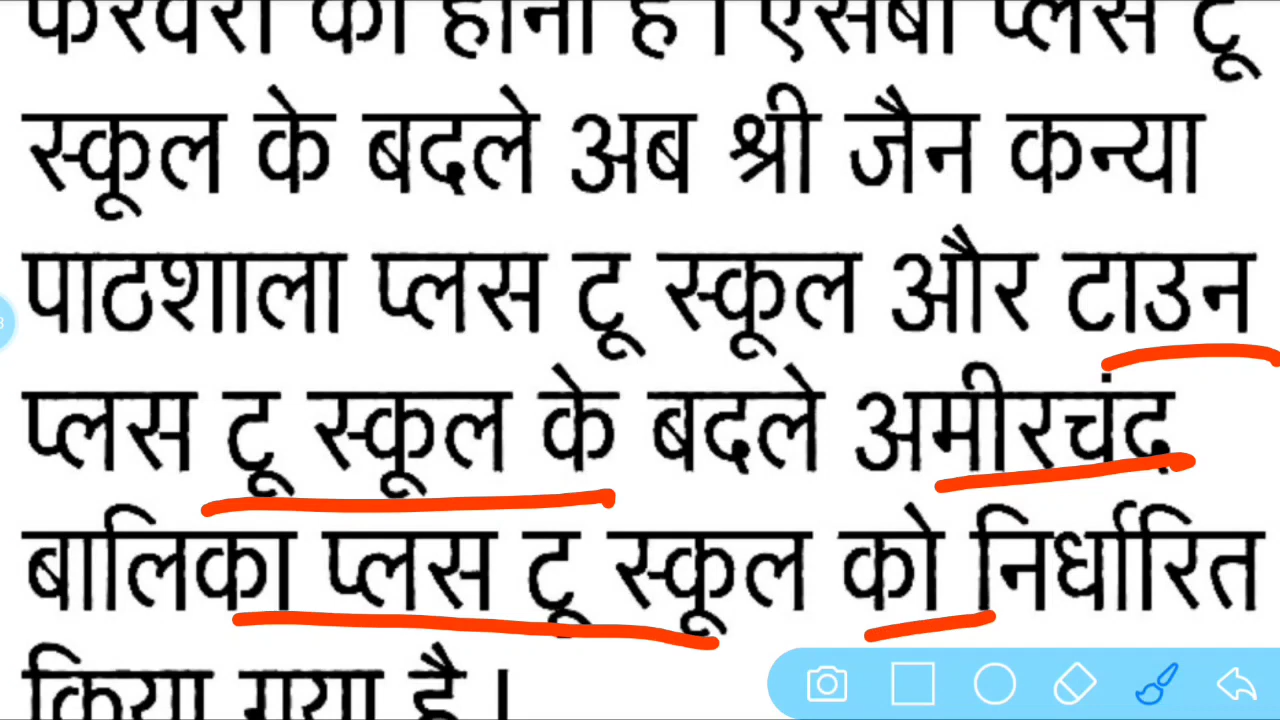 फरवरी को होनी है । एसबी प्लस टू
स्कूल के बदले अब श्री जैन कन्या
पाठशाला प्लस टू स्कूल और टाउन
प्लस टू स्कूल के बदले अमीरचंद
बालिका प्लस टू स्कूल को निर्धारित
किया गया है ।